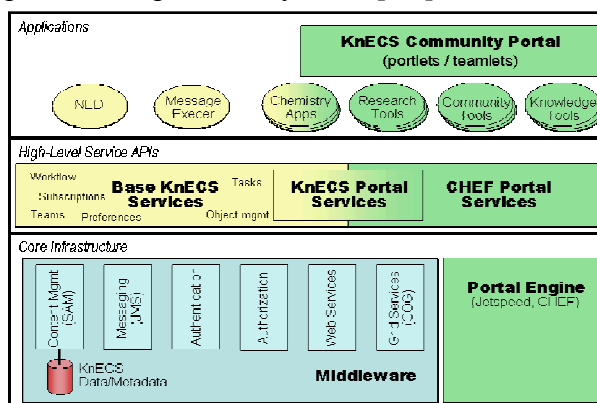 Applications
KnECS Community Portal
(portlets / teamlets)
Message
Execer
Chemistry
Apps
Research
Tools
Community
Tools
Knowledge
Tools
High-Level Service APIs
Workflow
Subscriptions
Teams
Preferences
Base KnECS
Services
Tasks
Object mgmt
KnECS Portal
Services
CHEF Portal
Services
Core Infrastructure
Content Mgmt
(SAM)
Messaging
(JMS)
Authentication
Authorization
Web Services
Grid Services
(COG)
KnECS
Data/Metadata
Middleware
Portal Engine
(Jetspeed, CHEF)